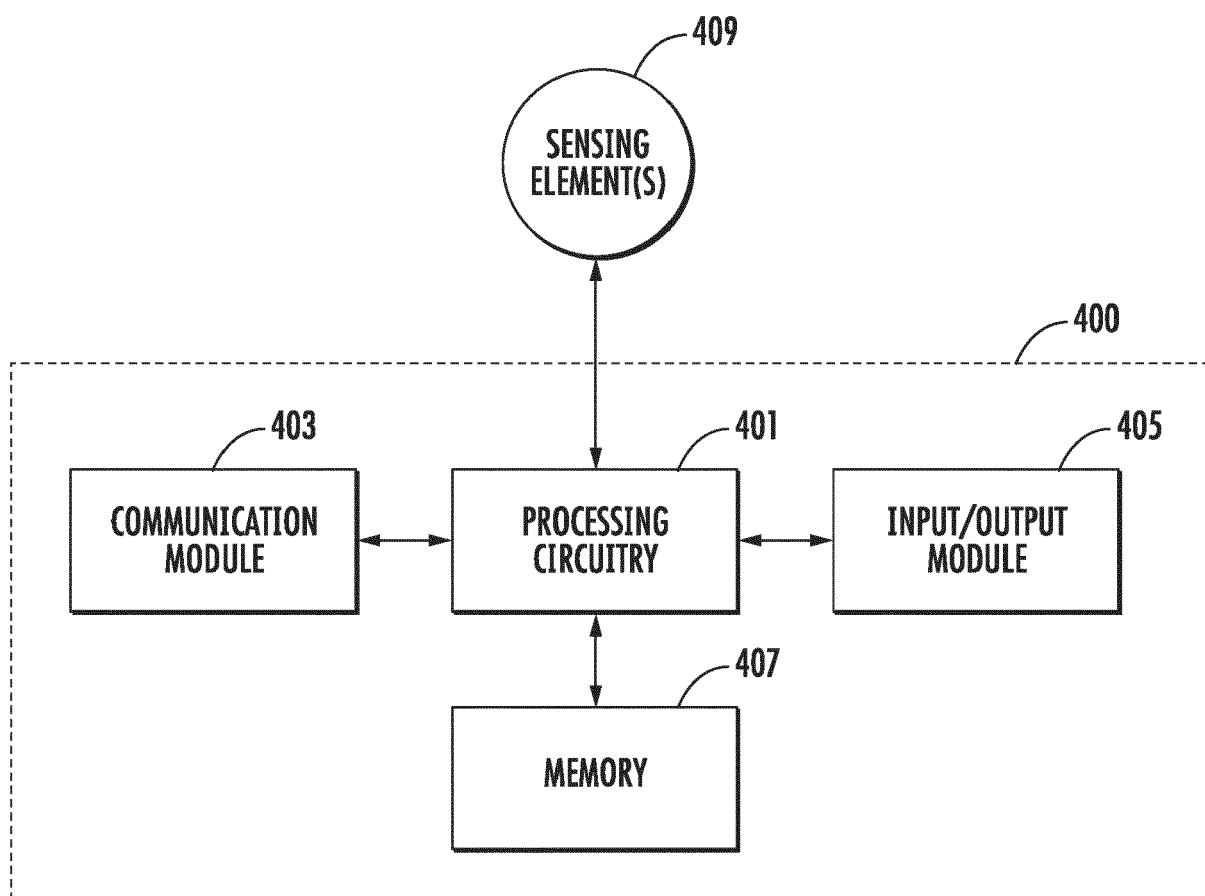 409
SENSING
ELEMENT(S)
400
403
401
405
COMMUNICATION
MODULE
PROCESSING
CIRCUITRY
INPUT/OUTPUT
MODULE
407
MEMORY